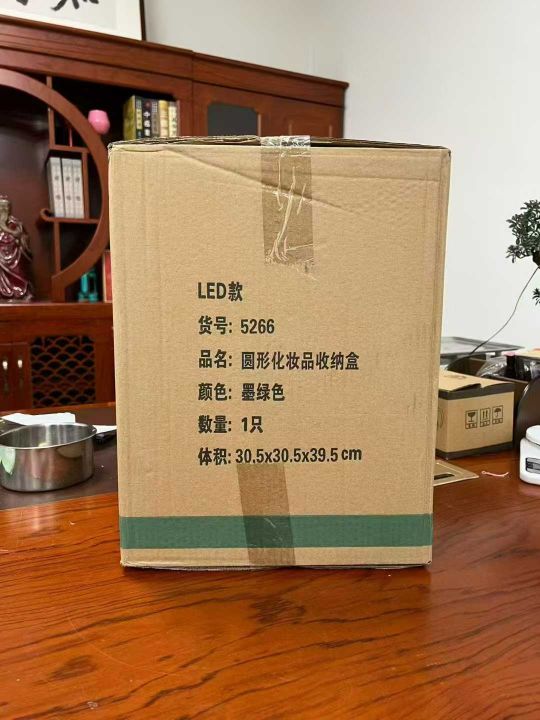 LED款
货号: 5266
品名: 圆形化妆品收纳盒
颜色: 墨绿色
数量: 1只
体积: 30.5x30.5x39.5 cm